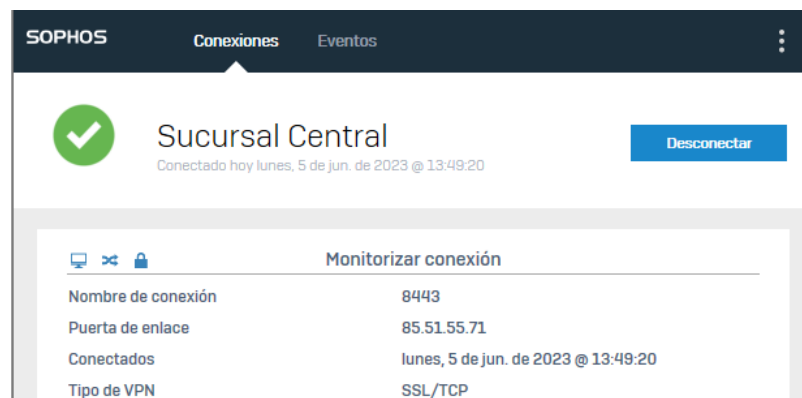 SOPHOS Conexiones Eventos
Sucursal Central
Desconectar
Conectado hoy lunes, 5 de jun. de 2023 @ 13:49:20
Monitorizar conexión
Nombre de conexión 8443
Puerta de enlace 85.51.55.71
Conectados lunes, 5 de jun. de 2023 @ 13:49:20
Tipo de VPN SSL/TCP